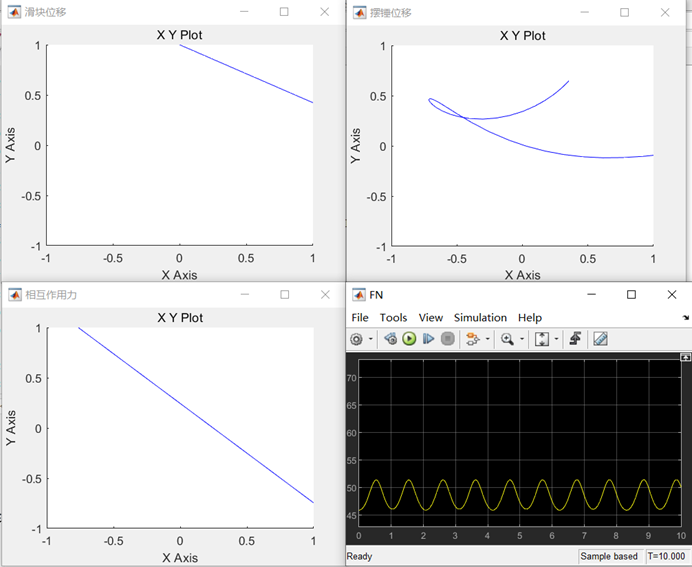 滑块位移
X Y Plot
Y Axis
1
0.5
0
-0.5
-1
-1 -0.5 0 0.5 1
X Axis
摆锤位移
X Y Plot
Y Axis
1
0.5
0
-0.5
-1
-1 -0.5 0 0.5 1
X Axis
相互作用力
X Y Plot
Y Axis
1
0.5
0
-0.5
-1
-1 -0.5 0 0.5 1
X Axis
FN
File Tools View Simulation Help
70
65
60
55
50
45
0 1 2 3 4 5 6 7 8 9 10
Ready Sample based T=10.000